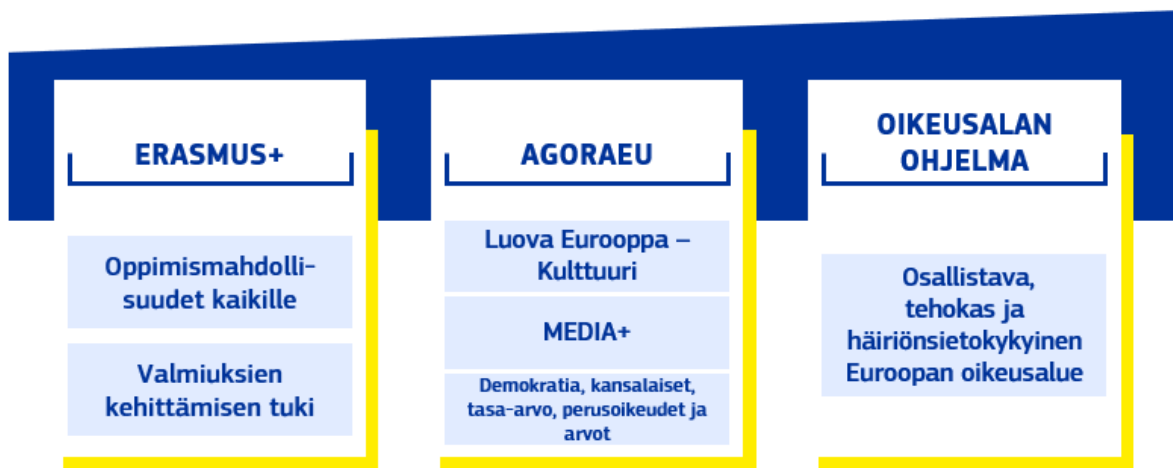 ERASMUS+
Oppimismahdolli-
suudet kaikille
Valmiuksien
kehittämisen tuki
AGORAEU
Luova Eurooppa –
Kulttuuri
MEDIA+
Demokratia, kansalaiset,
tasa-arvo, perusoikeudet ja
arvot
OIKEUSALAN
OHJELMA
Osallistava,
tehokas ja
häiriönsietokykyinen
Euroopan oikeusalue